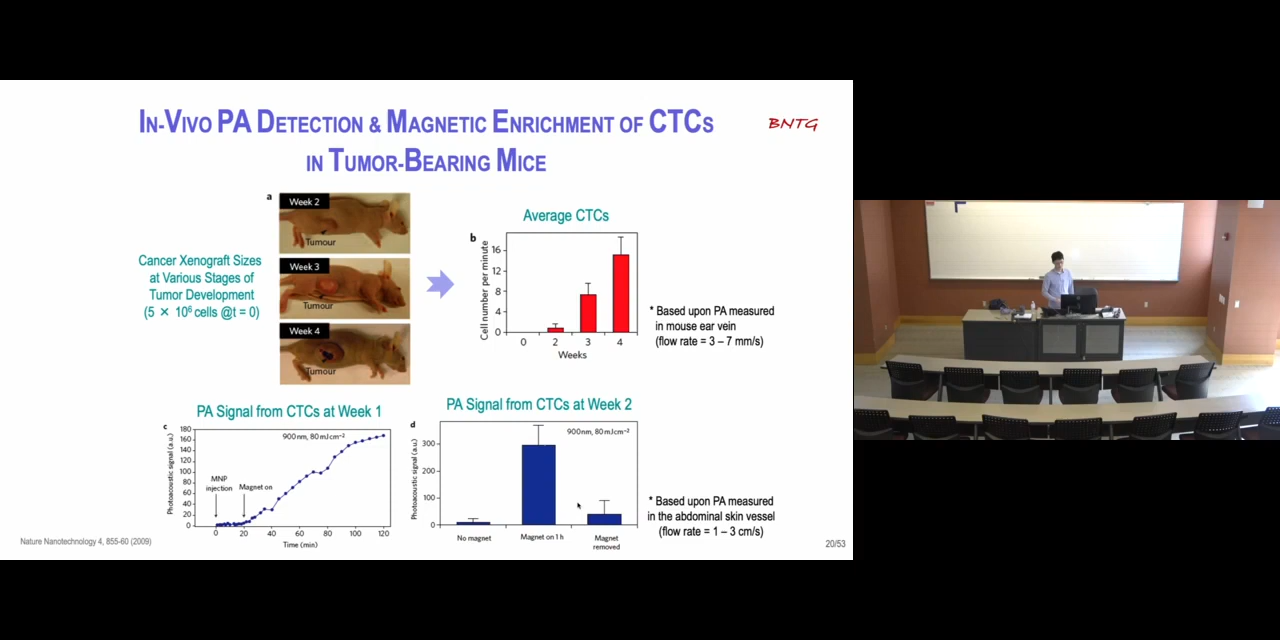 IN-VIVO PA DETECTION & MAGNETIC ENRICHMENT OF CTCS
IN TUMOR-BEARING MICE
BNTG
a
Week 2
Tumour
Week 3
Tumour
Week 4
Tumour
Cancer Xenograft Sizes
at Various Stages of
Tumor Development
(5 × 10⁶ cells @t = 0)
Average CTCs
b
Cell number per minute
16
12
8
4
0
0 2 3 4
Weeks
* Based upon PA measured
in mouse ear vein
(flow rate = 3 – 7 mm/s)
PA Signal from CTCs at Week 1
c
Photoacoustic signal (a.u.)
180
160
140
120
100
80
60
40
20
0
900 nm, 80 mJ cm⁻²
MNP
injection
Magnet on
0 20 40 60 80 100 120
Time (min)
PA Signal from CTCs at Week 2
d
Photoacoustic signal (a.u.)
300
200
100
0
900 nm, 80 mJ cm⁻²
No magnet
Magnet on 1 h
Magnet
removed
* Based upon PA measured
in the abdominal skin vessel
(flow rate = 1 – 3 cm/s)
Nature Nanotechnology 4, 855-60 (2009)
20/53